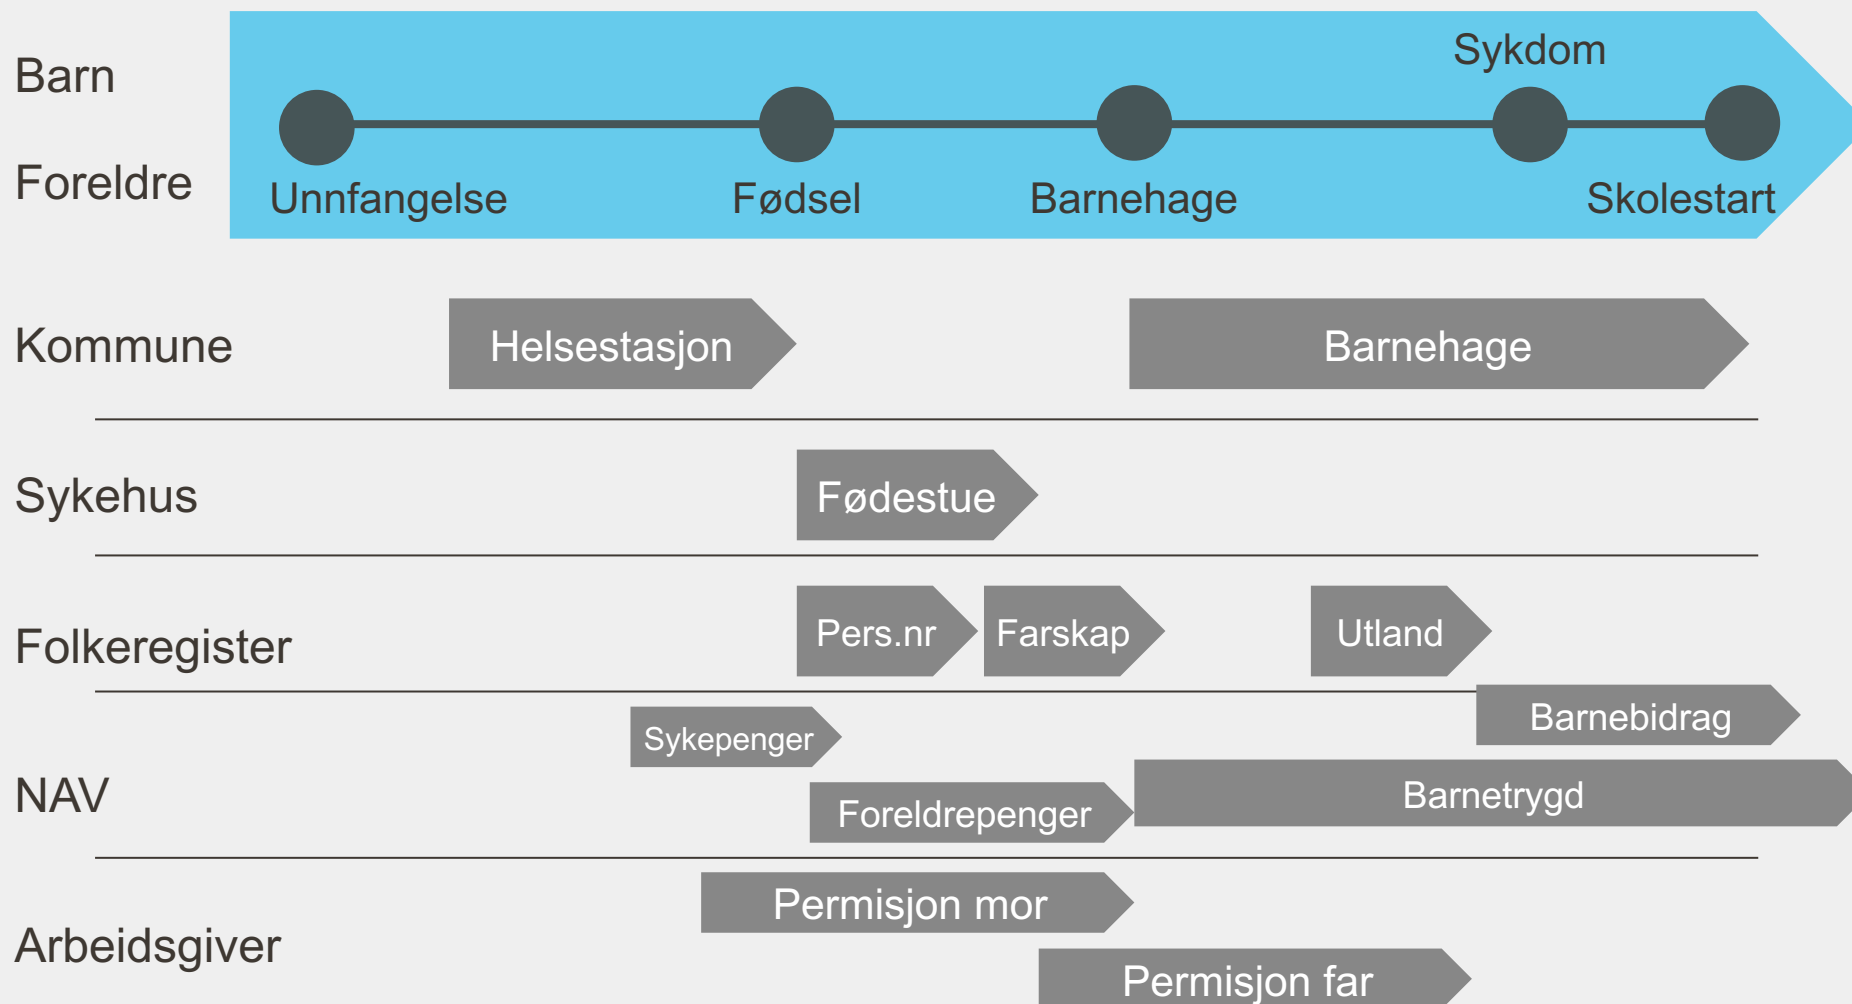 Barn
Sykdom
Foreldre
Unnfangelse
Fødsel
Barnehage
Skolestart
Kommune
Helsestasjon
Barnehage
Sykehus
Fødestue
Folkeregister
Pers.nr
Farskap
Utland
NAV
Sykepenger
Barnebidrag
Foreldrepenger
Barnetrygd
Arbeidsgiver
Permisjon mor
Permisjon far